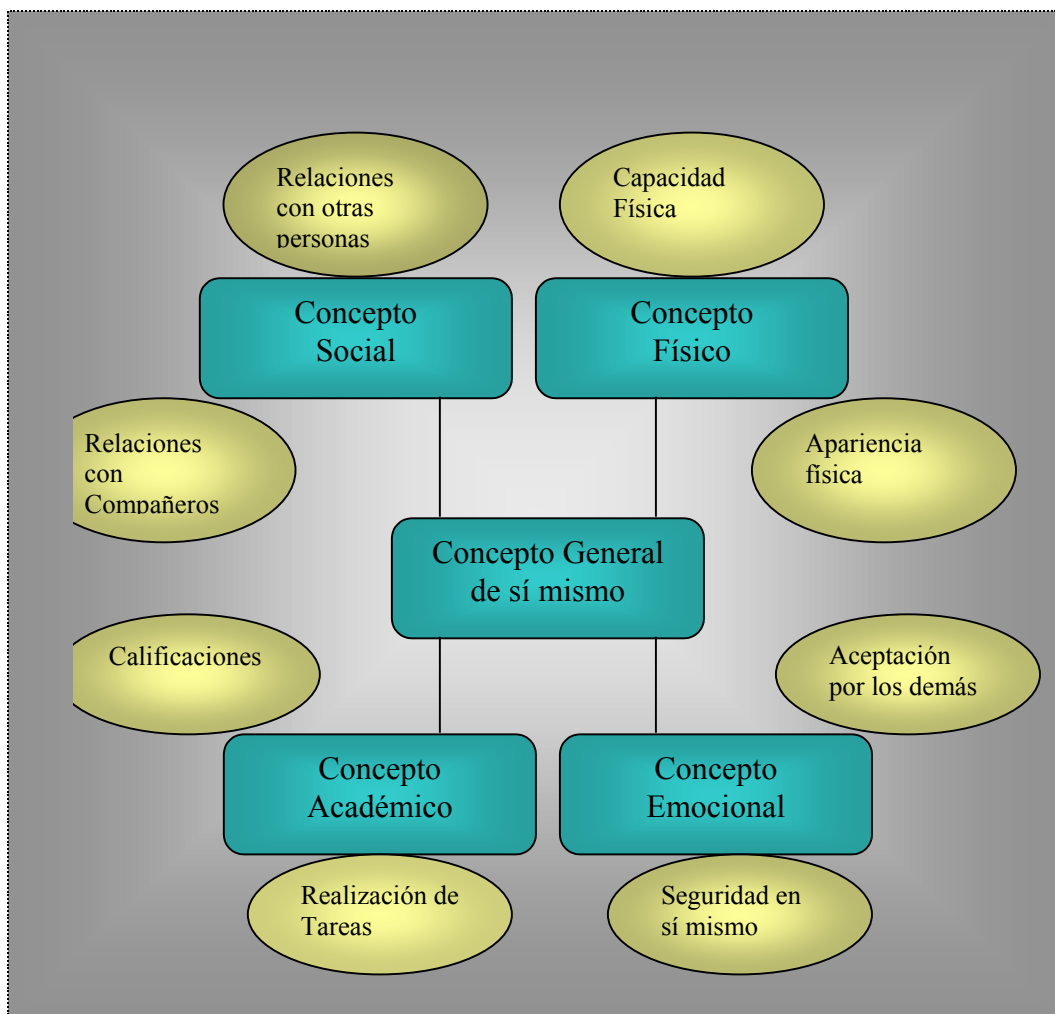 Relaciones
con otras
personas
Capacidad
Física
Concepto
Social
Concepto
Físico
Relaciones
con
Compañeros
Apariencia
física
Concepto General
de sí mismo
Calificaciones
Aceptación
por los demás
Concepto
Académico
Concepto
Emocional
Realización de
Tareas
Seguridad en
sí mismo